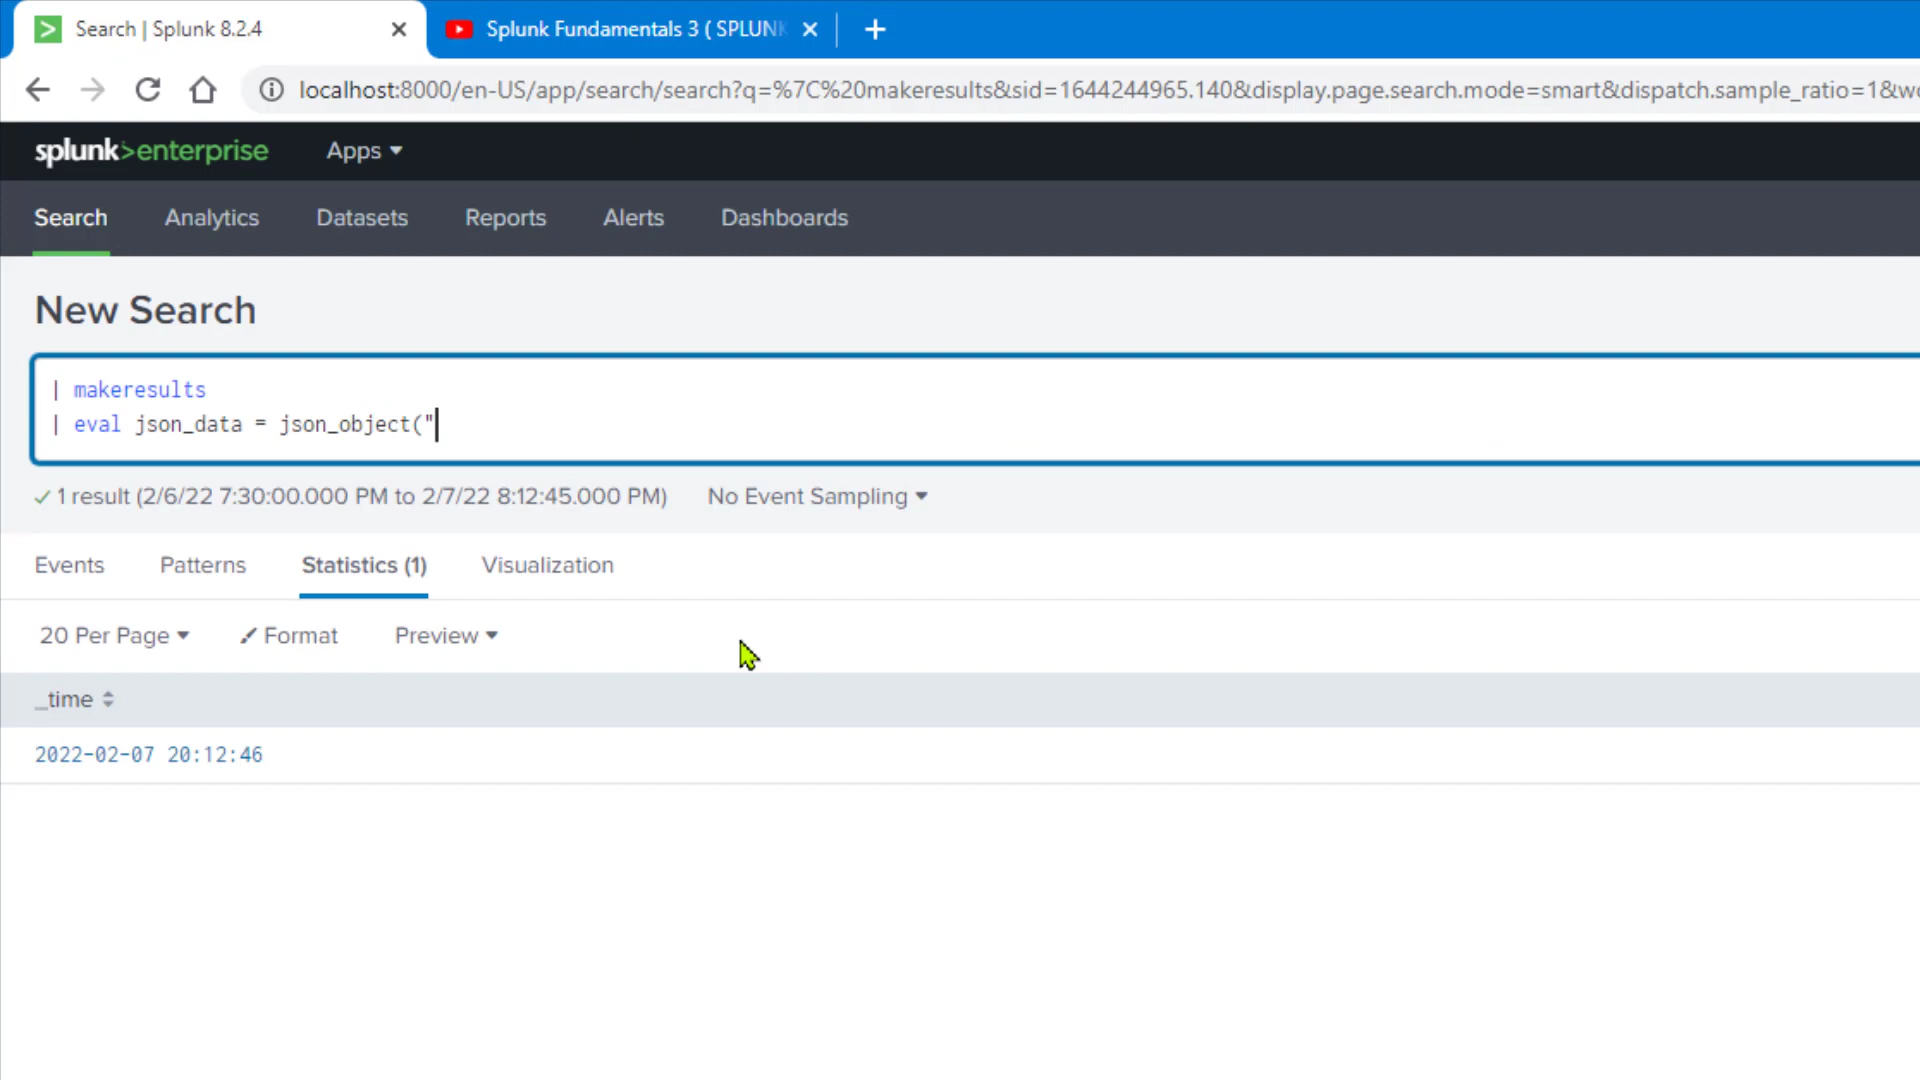 Search | Splunk 8.2.4
Splunk Fundamentals 3 ( SPLUNK
localhost:8000/en-US/app/search/search?q=%7C%20makeresults&sid=1644244965.140&display.page.search.mode=smart&dispatch.sample_ratio=1&wo
splunk>enterprise Apps
Search Analytics Datasets Reports Alerts Dashboards
New Search
| makeresults
| eval json_data = json_object("
1 result (2/6/22 7:30:00.000 PM to 2/7/22 8:12:45.000 PM) No Event Sampling
Events Patterns Statistics (1) Visualization
20 Per Page Format Preview
_time
2022-02-07 20:12:46